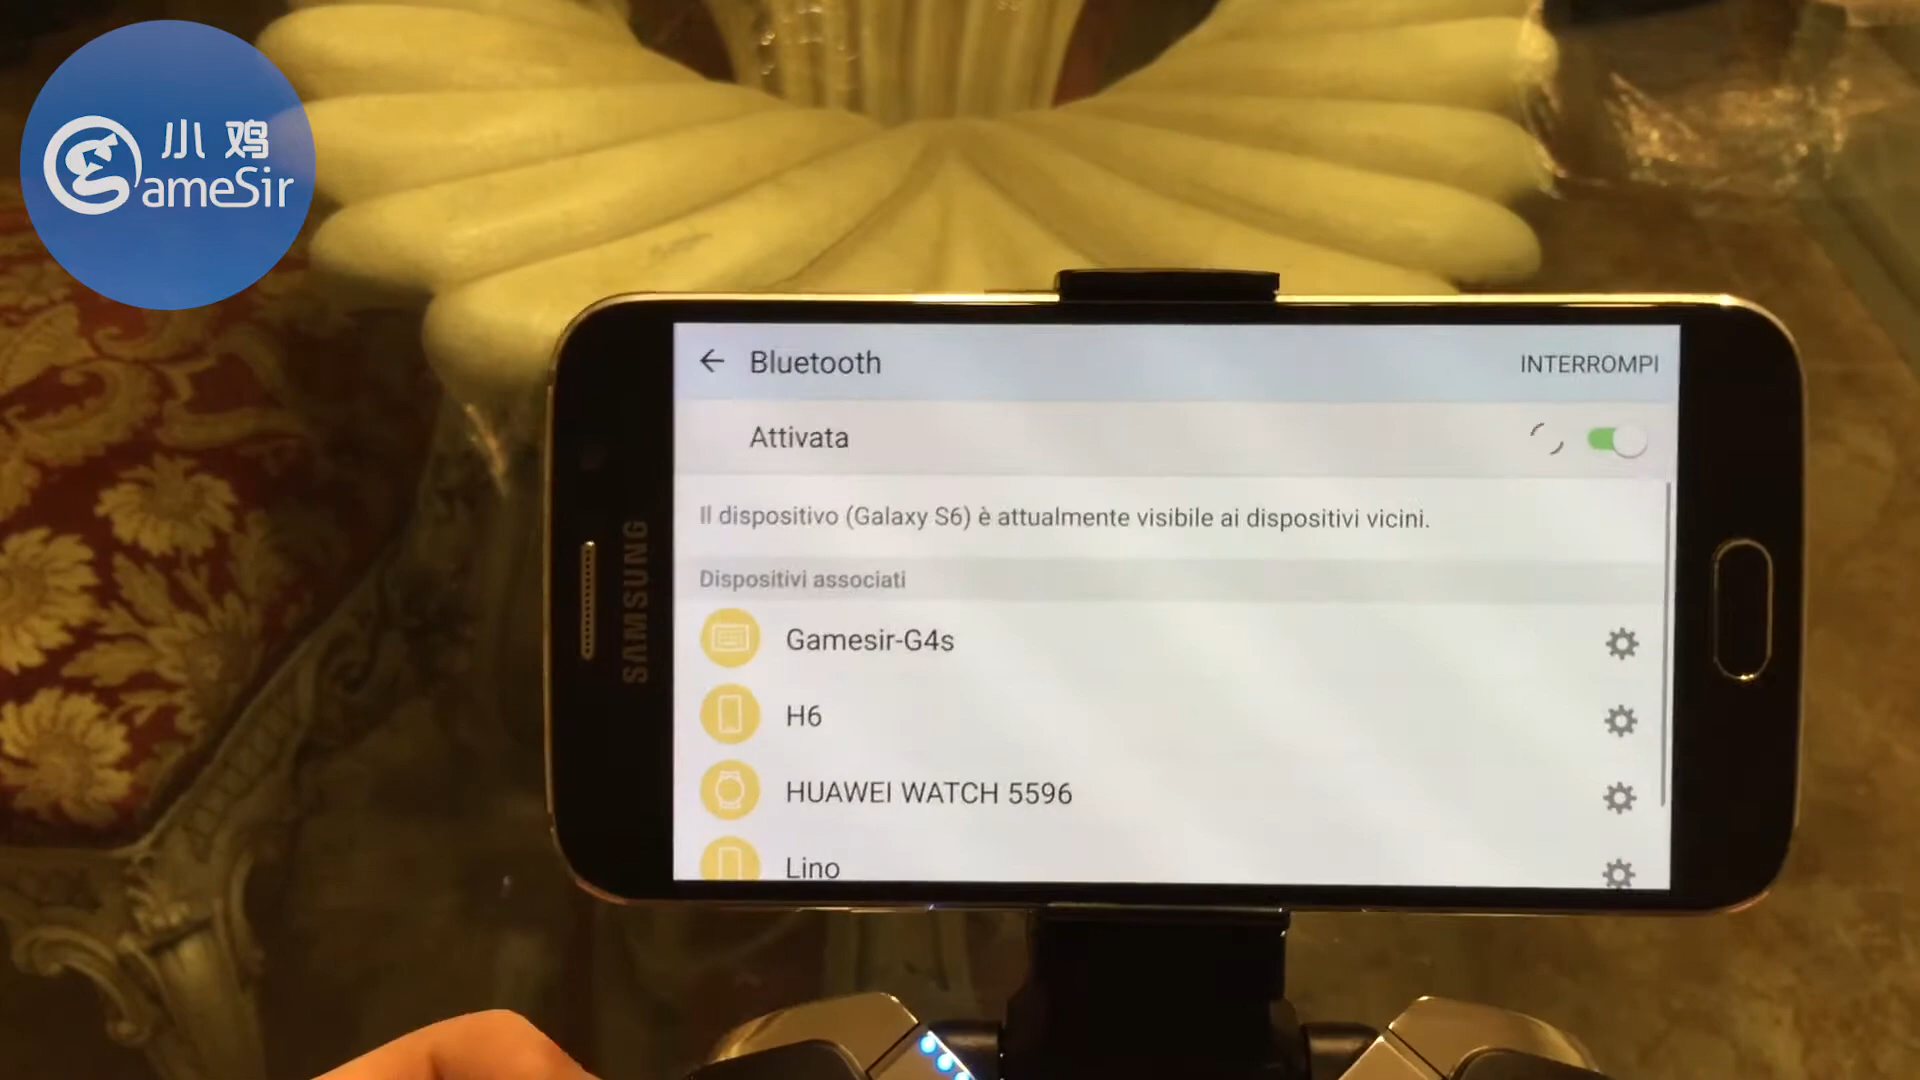 小鸡
GameSir
SAMSUNG
Bluetooth
INTERROMPI
Attivata
Il dispositivo (Galaxy S6) è attualmente visibile ai dispositivi vicini.
Dispositivi associati
Gamesir-G4s
H6
HUAWEI WATCH 5596
Lino